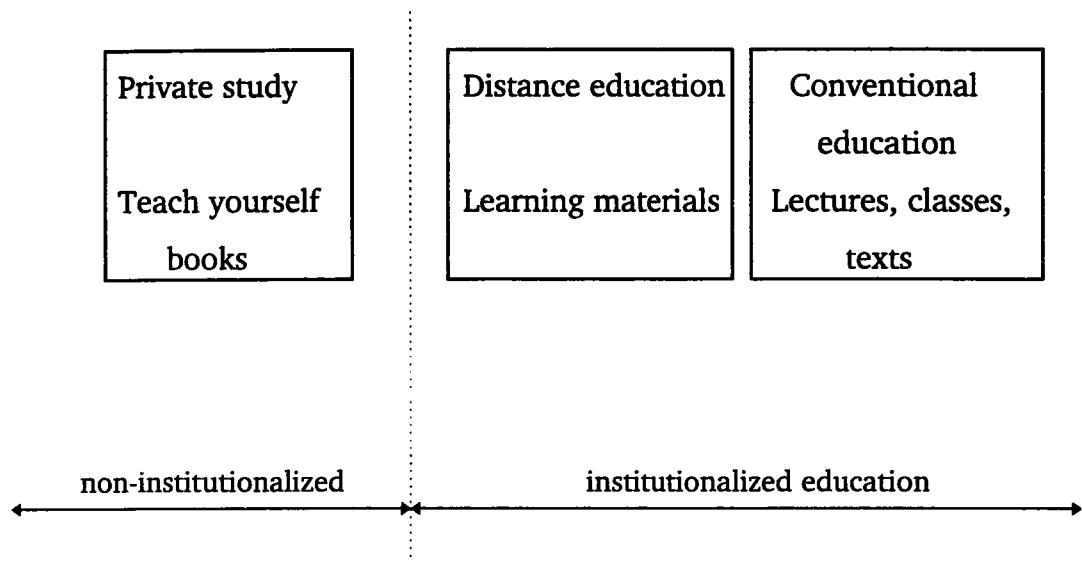 Private study
Teach yourself
books
Distance education
Learning materials
Conventional
education
Lectures, classes,
texts
non-institutionalized
institutionalized education